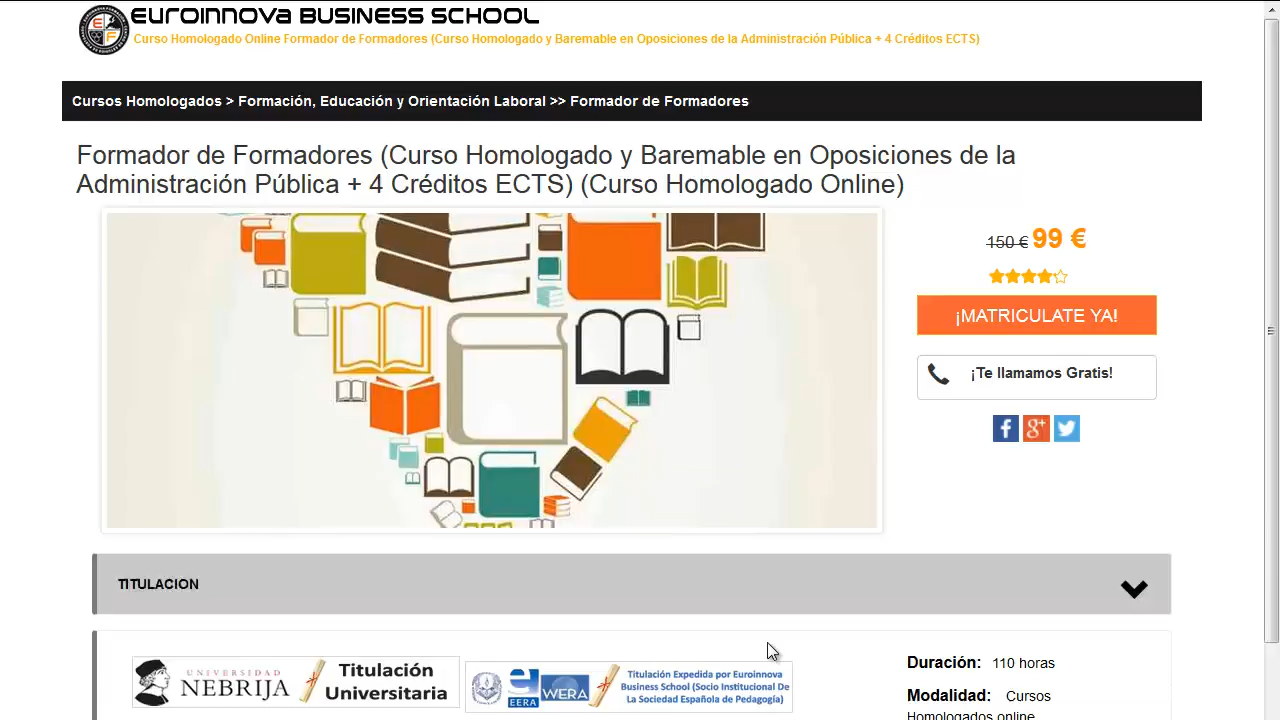 Euroinnova BUSINESS SCHOOL
Curso Homologado Online Formador de Formadores (Curso Homologado y Baremable en Oposiciones de la Administración Pública + 4 Créditos ECTS)
Cursos Homologados > Formación, Educación y Orientación Laboral >> Formador de Formadores
Formador de Formadores (Curso Homologado y Baremable en Oposiciones de la
Administración Pública + 4 Créditos ECTS) (Curso Homologado Online)
150 € 99 €
¡MATRICULATE YA!
¡Te llamamos Gratis!
f g+
TITULACION
UNIVERSIDAD
NEBRIJA
Titulación
Universitaria
EERA
WERA
Titulación Expedida por Euroinnova
Business School (Socio Institucional De
La Sociedad Española de Pedagogía)
Duración: 110 horas
Modalidad: Cursos
Homologados online